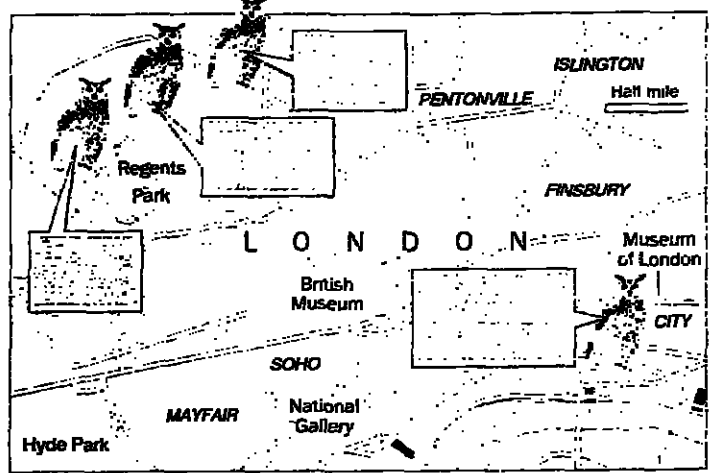 ISLINGTON
Half mile
PENTONVILLE
Regents
Park
FINSBURY
LONDON
Museum
of London
British
Museum
CITY
SOHO
MAYFAIR
National
Gallery
Hyde Park